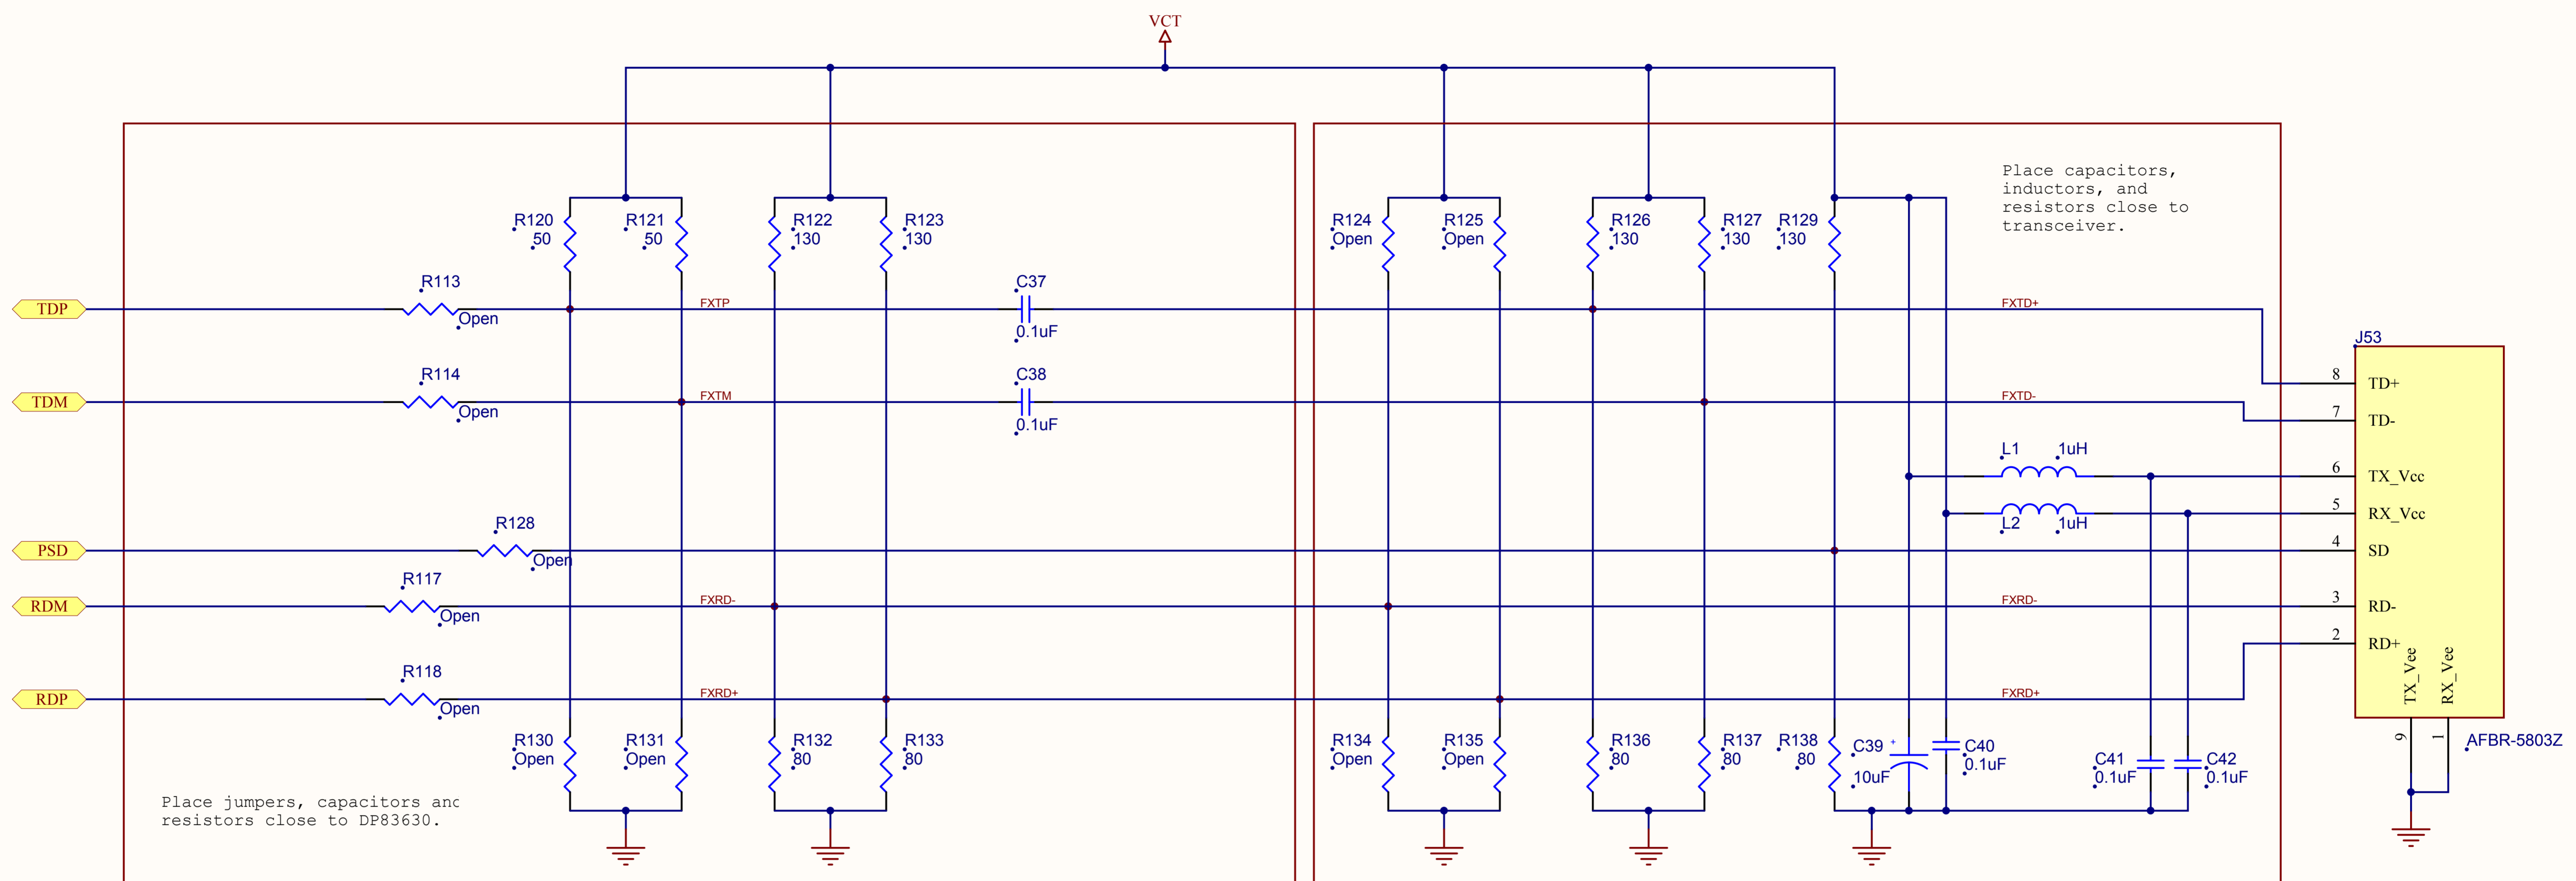 VCT
Place capacitors,
inductors, and
resistors close to
transceiver.
R120
50
R121
50
R122
130
R123
130
R124
Open
R125
Open
R126
130
R127
130
R129
130
TDP
R113
Open
FXTP
C37
0.1uF
FXTD+
TDM
R114
Open
FXTM
C38
0.1uF
FXTD-
J53
8 TD+
7 TD-
L1 1uH
6 TX_Vcc
5 RX_Vcc
L2 1uH
PSD
R128
Open
4 SD
RDM
R117
Open
FXRD-
FXRD-
3 RD-
2 RD+
RDP
R118
Open
FXRD+
FXRD+
TX_Vee
RX_Vee
9
1
AFBR-5803Z
R130
Open
R131
Open
R132
80
R133
80
R134
Open
R135
Open
R136
80
R137
80
R138
80
C39 +
10uF
C40
0.1uF
C41
0.1uF
C42
0.1uF
Place jumpers, capacitors and
resistors close to DP83630.